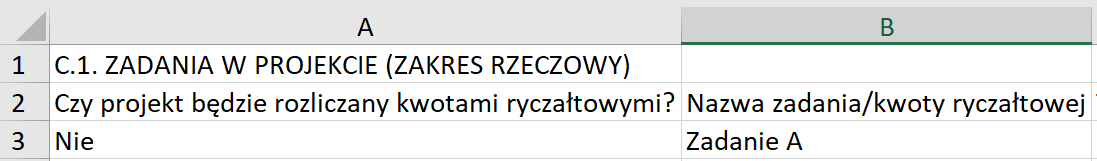 A B
1 C.1. ZADANIA W PROJEKCIE (ZAKRES RZECZOWY)
2 Czy projekt będzie rozliczany kwotami ryczałtowymi? Nazwa zadania/kwoty ryczałtowej
3 Nie Zadanie A